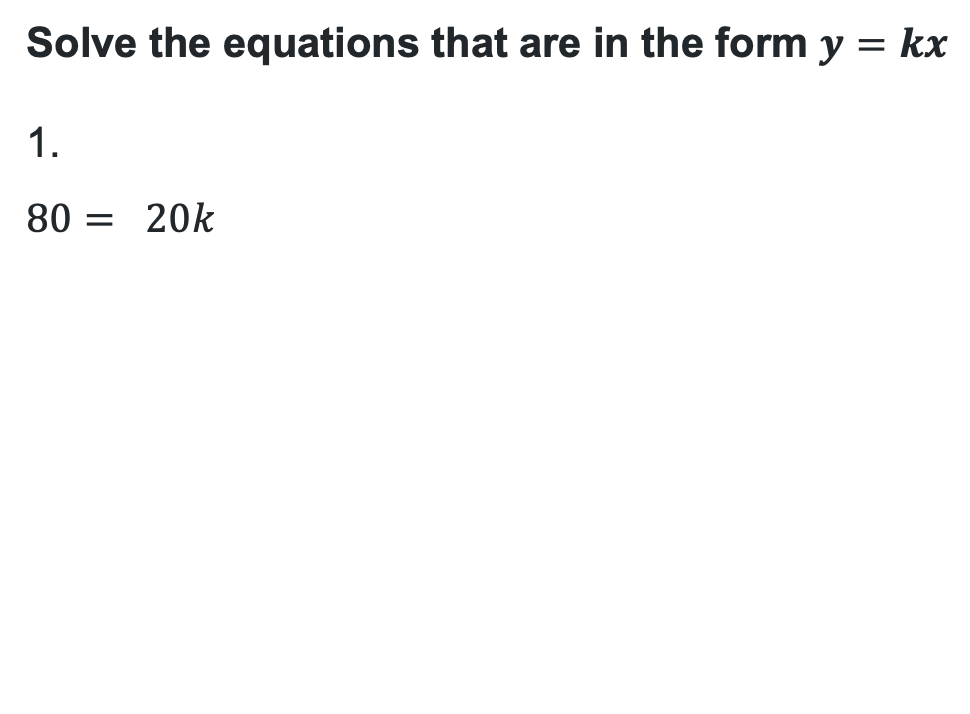 Solve the equations that are in the form y = kx
1.
80 = 20k